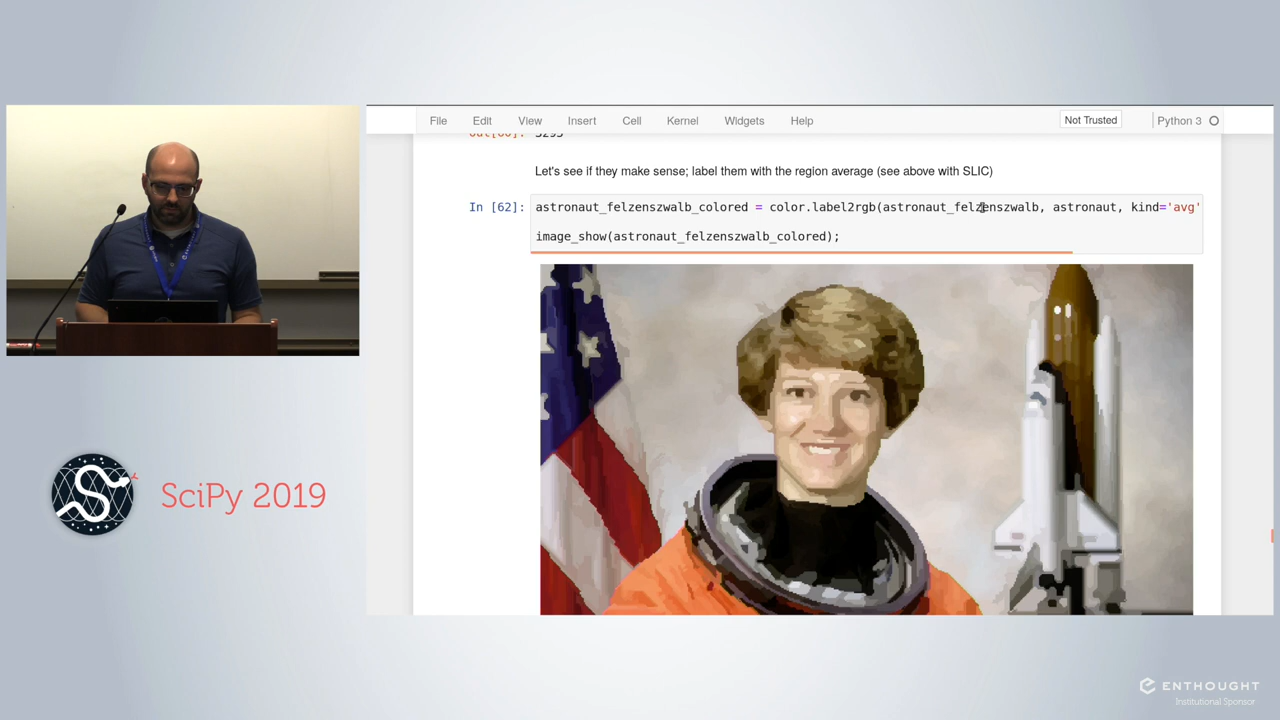 File Edit View Insert Cell Kernel Widgets Help Not Trusted Python 3
Let's see if they make sense; label them with the region average (see above with SLIC)
In [62]: astronaut_felzenszwalb_colored = color.label2rgb(astronaut_felzenszwalb, astronaut, kind='avg'
image_show(astronaut_felzenszwalb_colored);
SciPy 2019
ENTHOUGHT
Institutional Sponsor